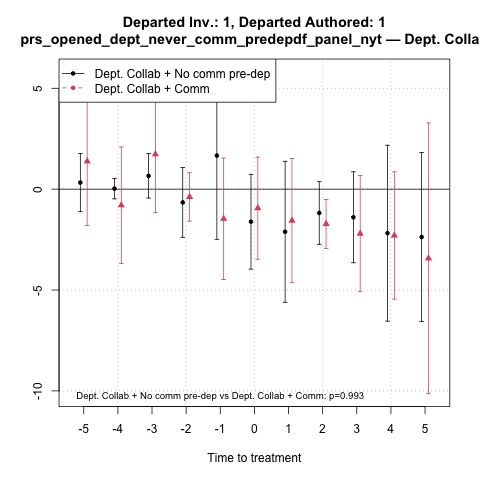 Departed Inv.: 1, Departed Authored: 1
prs_opened_dept_never_comm_predepdf_panel_nyt — Dept. Colla
Dept. Collab + No comm pre-dep
Dept. Collab + Comm
5
0
-5
-10
Dept. Collab + No comm pre-dep vs Dept. Collab + Comm: p=0.993
-5 -4 -3 -2 -1 0 1 2 3 4 5
Time to treatment